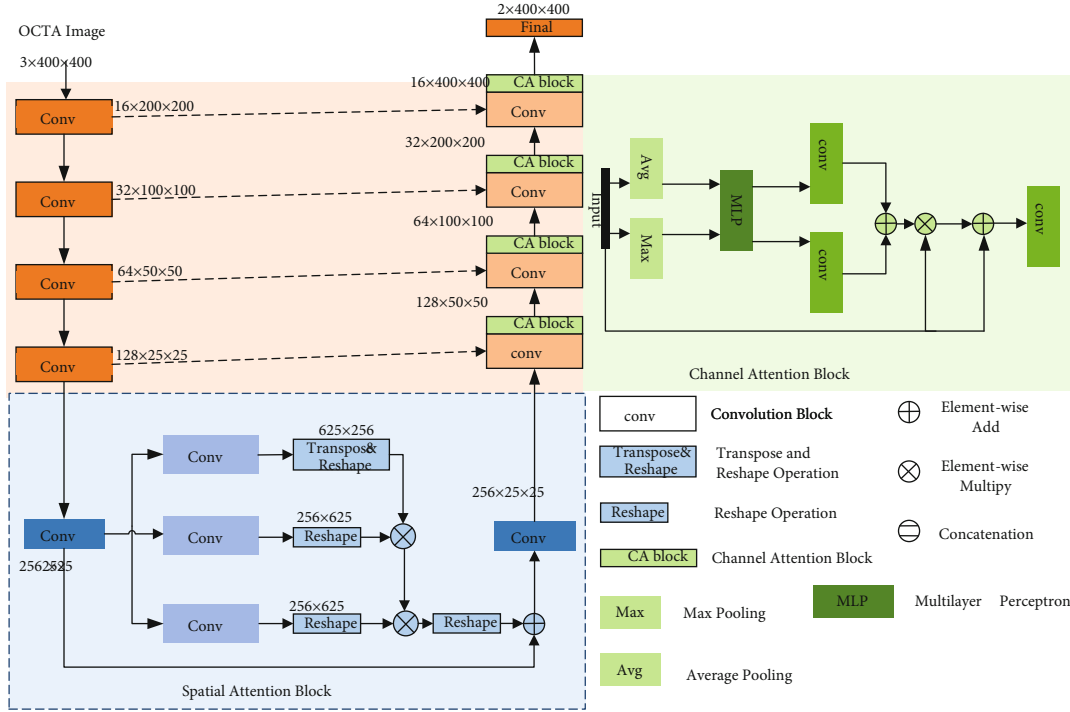 OCTA Image
3×400×400
Conv
16×200×200
Conv
32×100×100
Conv
64×50×50
Conv
128×25×25
2×400×400
Final
16×400×400
CA block
Conv
32×200×200
CA block
Conv
64×100×100
CA block
Conv
128×50×50
CA block
conv
Input
Avg
Max
MLP
conv
conv
conv
Channel Attention Block
Conv
Conv
625×256
Transpose&
Reshape
Conv
256×625
Reshape
Conv
256×625
Reshape
Reshape
256×25×25
Conv
Spatial Attention Block
conv
Convolution Block
Transpose&
Reshape
Transpose and
Reshape Operation
Reshape
Reshape Operation
CA block
Channel Attention Block
Max
Max Pooling
Avg
Average Pooling
MLP
Multilayer Perceptron
Element-wise
Add
Element-wise
Multipy
Concatenation